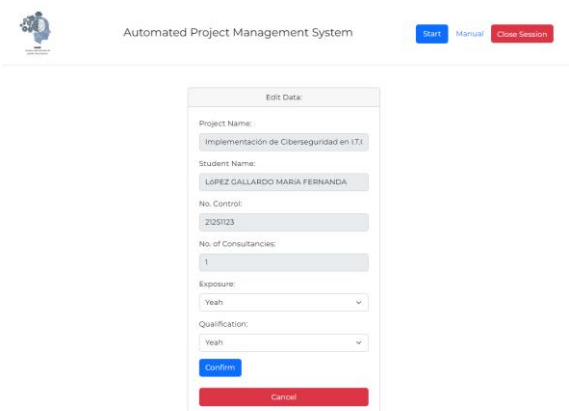 Automated Project Management System
Start
Manual
Close Session
Edit Data:
Project Name:
Implementación de Ciberseguridad en I.T.I
Student Name:
LóPEZ GALLARDO MARíA FERNANDA
No. Control:
21251123
No. of Consultancies:
1
Exposure:
Yeah
Qualification:
Yeah
Confirm
Cancel